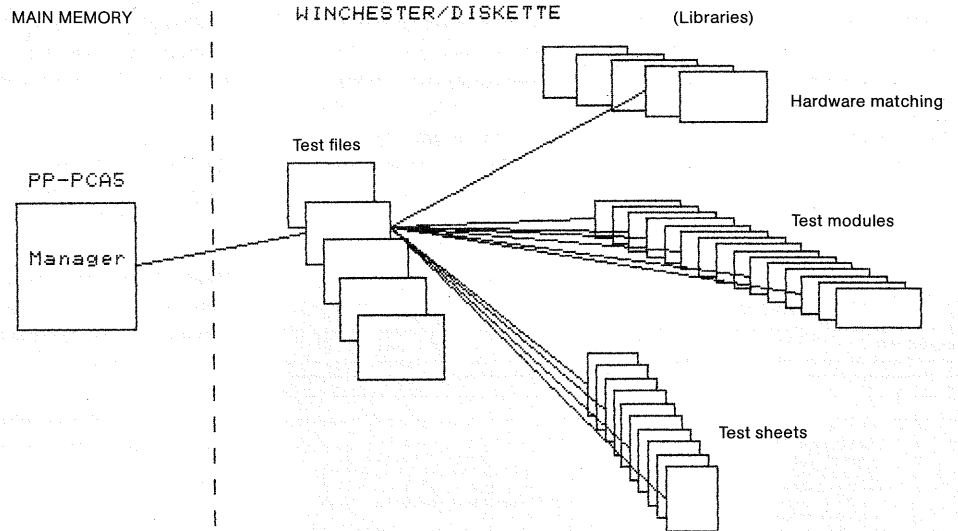 MAIN MEMORY
WINCHESTER/DISKETTE
(Libraries)
Hardware matching
Test files
PP-PCA5
Manager
Test modules
Test sheets